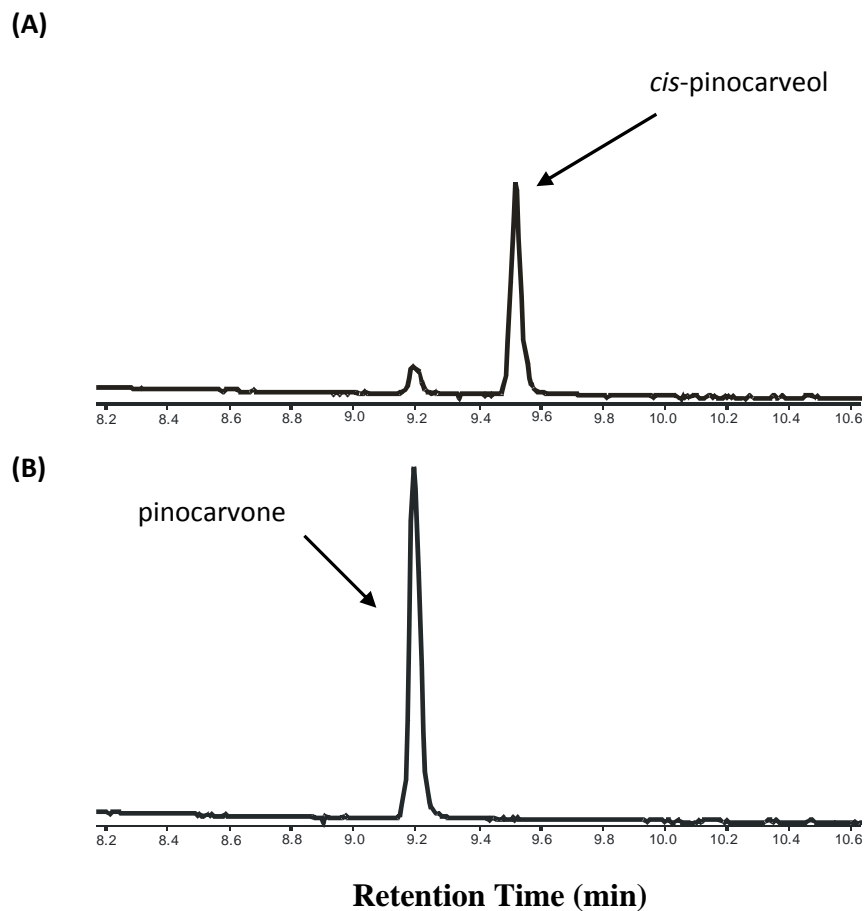 (A)
cis-pinocarveol
8.2 8.4 8.6 8.8 9.0 9.2 9.4 9.6 9.8 10.0 10.2 10.4 10.6
(B)
pinocarvone
8.2 8.4 8.6 8.8 9.0 9.2 9.4 9.6 9.8 10.0 10.2 10.4 10.6
Retention Time (min)